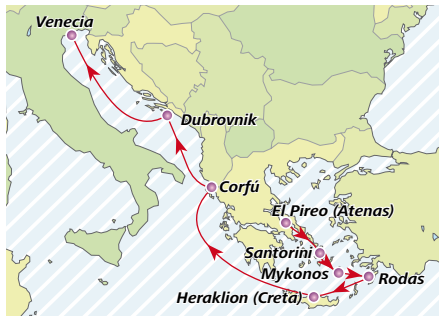 Venecia
Dubrovnik
Corfú
El Pireo (Atenas)
Santorini
Mykonos
Rodas
Heraklion (Creta)